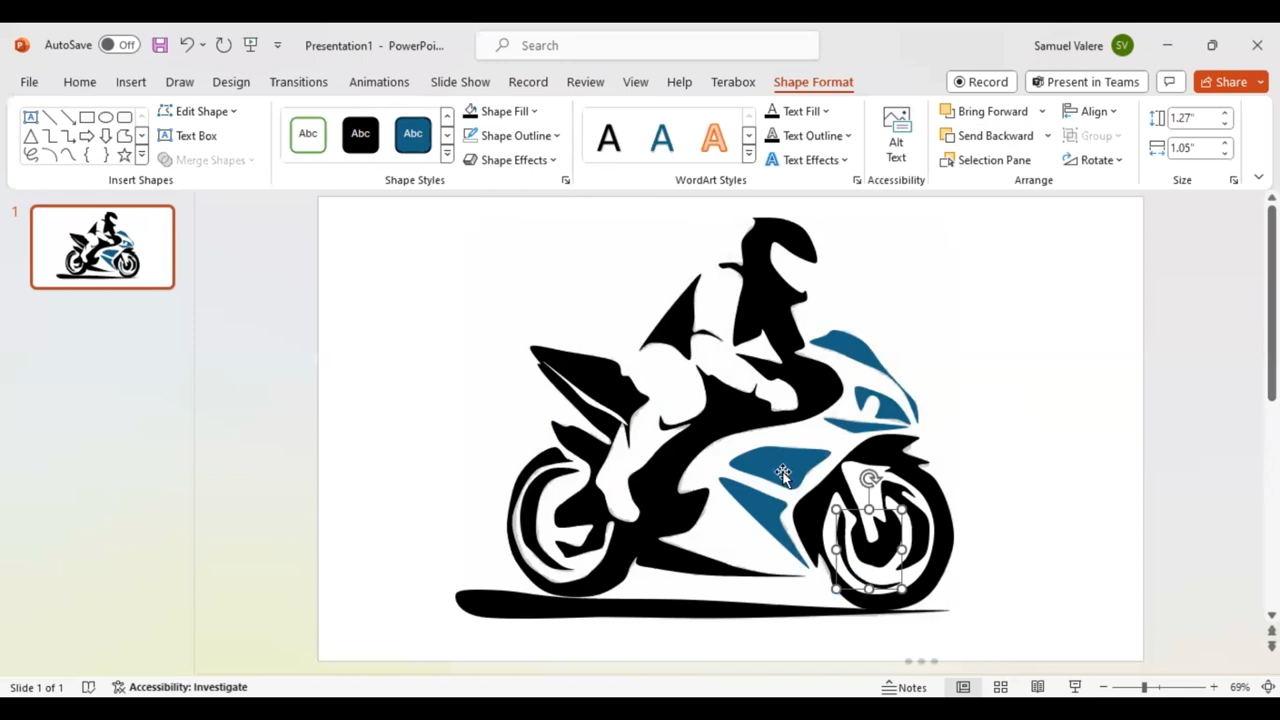 AutoSave Off Presentation1 - PowerPoi... Search Samuel Valere SV
File Home Insert Draw Design Transitions Animations Slide Show Record Review View Help Terabox Shape Format Record Present in Teams Share
Edit Shape
Text Box
Merge Shapes
Insert Shapes
Abc Abc Abc
Shape Fill
Shape Outline
Shape Effects
Shape Styles
A A A
Text Fill
Text Outline
Text Effects
WordArt Styles
Alt
Text
Accessibility
Bring Forward
Send Backward
Selection Pane
Align
Group
Rotate
Arrange
1.27"
1.05"
Size
1
Slide 1 of 1 Accessibility: Investigate Notes 69%